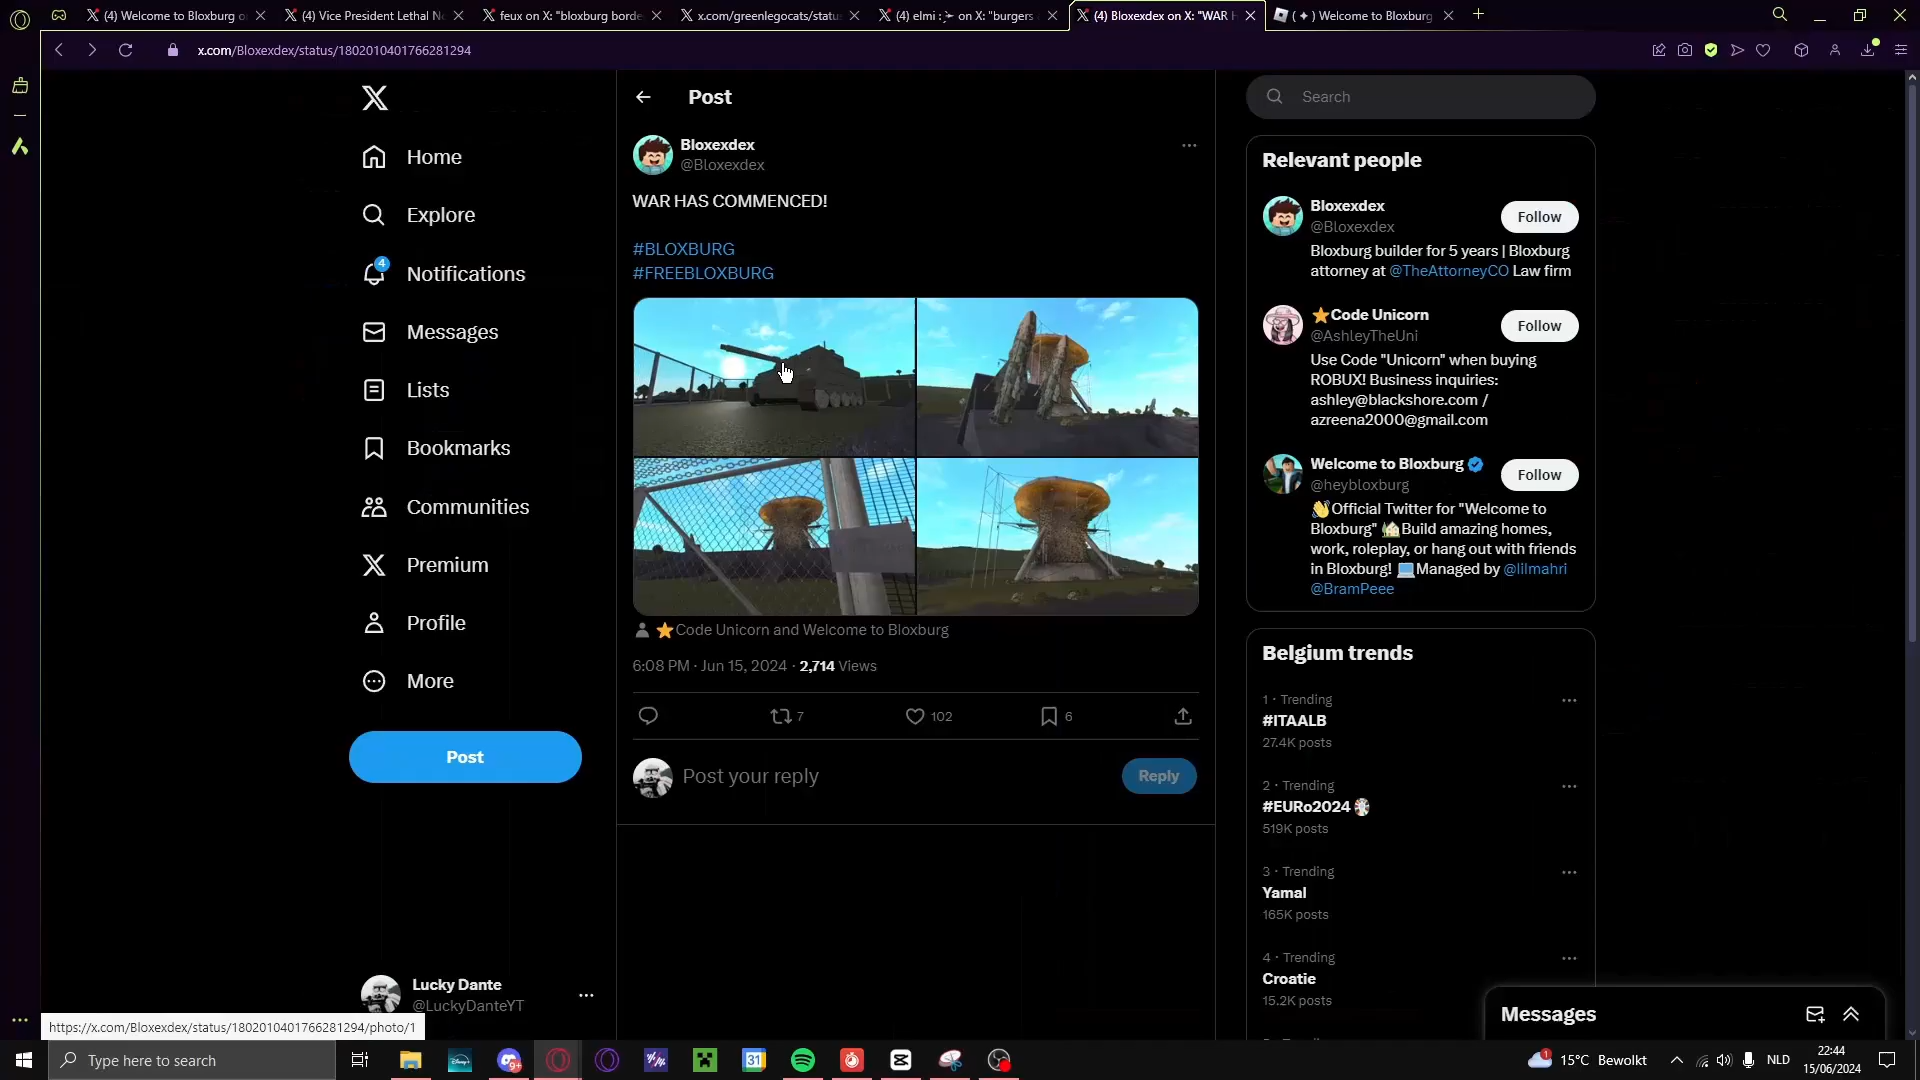 (4) Welcome to Bloxburg o
(4) Vice President Lethal N
feux on X: "bloxburg borde
x.com/greenlegocats/statu
(4) elmi : on X: "burgers
(4) Bloxexdex on X: "WAR H
( ✦ ) Welcome to Bloxburg
x.com/Bloxexdex/status/1802010401766281294
Home
Explore
4
Notifications
Messages
Lists
Bookmarks
Communities
Premium
Profile
More
Post
Lucky Dante
@LuckyDanteYT
Post
Bloxexdex
@Bloxexdex
WAR HAS COMMENCED!
#BLOXBURG
#FREEBLOXBURG
⭐Code Unicorn and Welcome to Bloxburg
6:08 PM · Jun 15, 2024 · 2,714 Views
7
102
6
Post your reply
Reply
Search
Relevant people
Bloxexdex
@Bloxexdex
Follow
Bloxburg builder for 5 years | Bloxburg
attorney at @TheAttorneyCO Law firm
⭐Code Unicorn
@AshleyTheUni
Follow
Use Code "Unicorn" when buying
ROBUX! Business inquiries:
ashley@blackshore.com /
azreena2000@gmail.com
Welcome to Bloxburg
@heybloxburg
Follow
👋Official Twitter for "Welcome to
Bloxburg" 🏡Build amazing homes,
work, roleplay, or hang out with friends
in Bloxburg! 💻Managed by @lilmahri
@BramPeee
Belgium trends
1 · Trending
#ITAALB
27.4K posts
2 · Trending
#EURo2024
519K posts
3 · Trending
Yamal
165K posts
4 · Trending
Croatie
15.2K posts
Messages
https://x.com/Bloxexdex/status/1802010401766281294/photo/1
Type here to search
Disney+
9+
31
1
15°C Bewolkt
NLD
22:44
15/06/2024